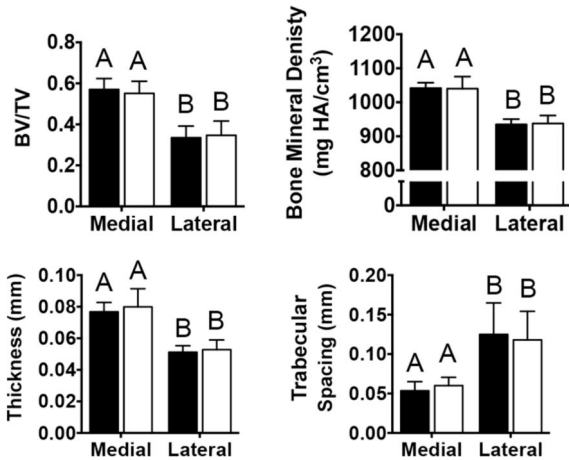 A A
B B
0.8
0.6
0.4
0.2
0.0
BV/TV
Medial Lateral
A A
B B
1200
1100
1000
900
800
0
Bone Mineral Denisty
(mg HA/cm³)
Medial Lateral
A A
B B
0.10
0.08
0.06
0.04
0.02
0.00
Thickness (mm)
Medial Lateral
A A
B B
0.20
0.15
0.10
0.05
0.00
Trabecular
Spacing (mm)
Medial Lateral